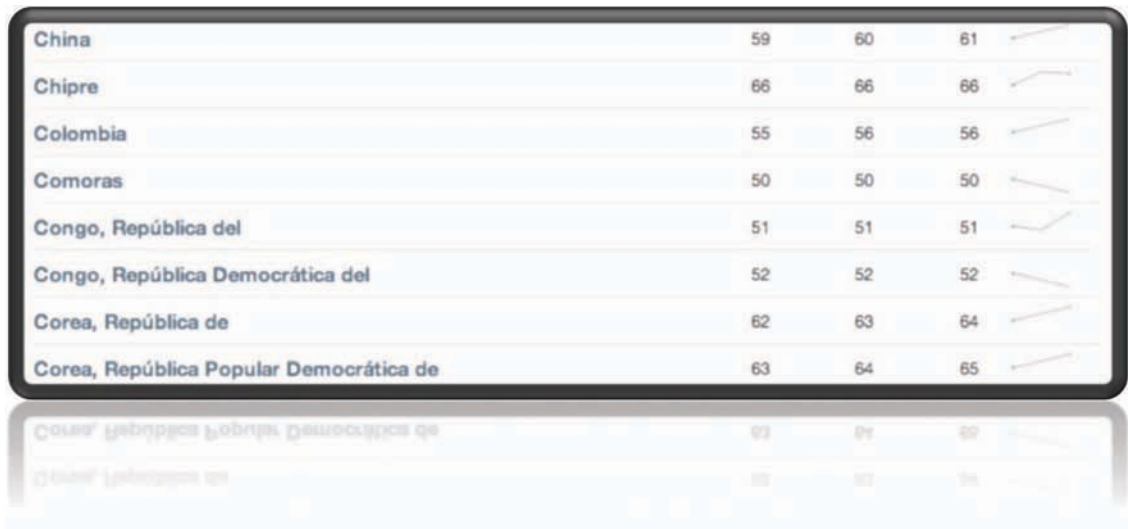 China 59 60 61
Chipre 66 66 66
Colombia 55 56 56
Comoras 50 50 50
Congo, República del 51 51 51
Congo, República Democrática del 52 52 52
Corea, República de 62 63 64
Corea, República Popular Democrática de 63 64 65